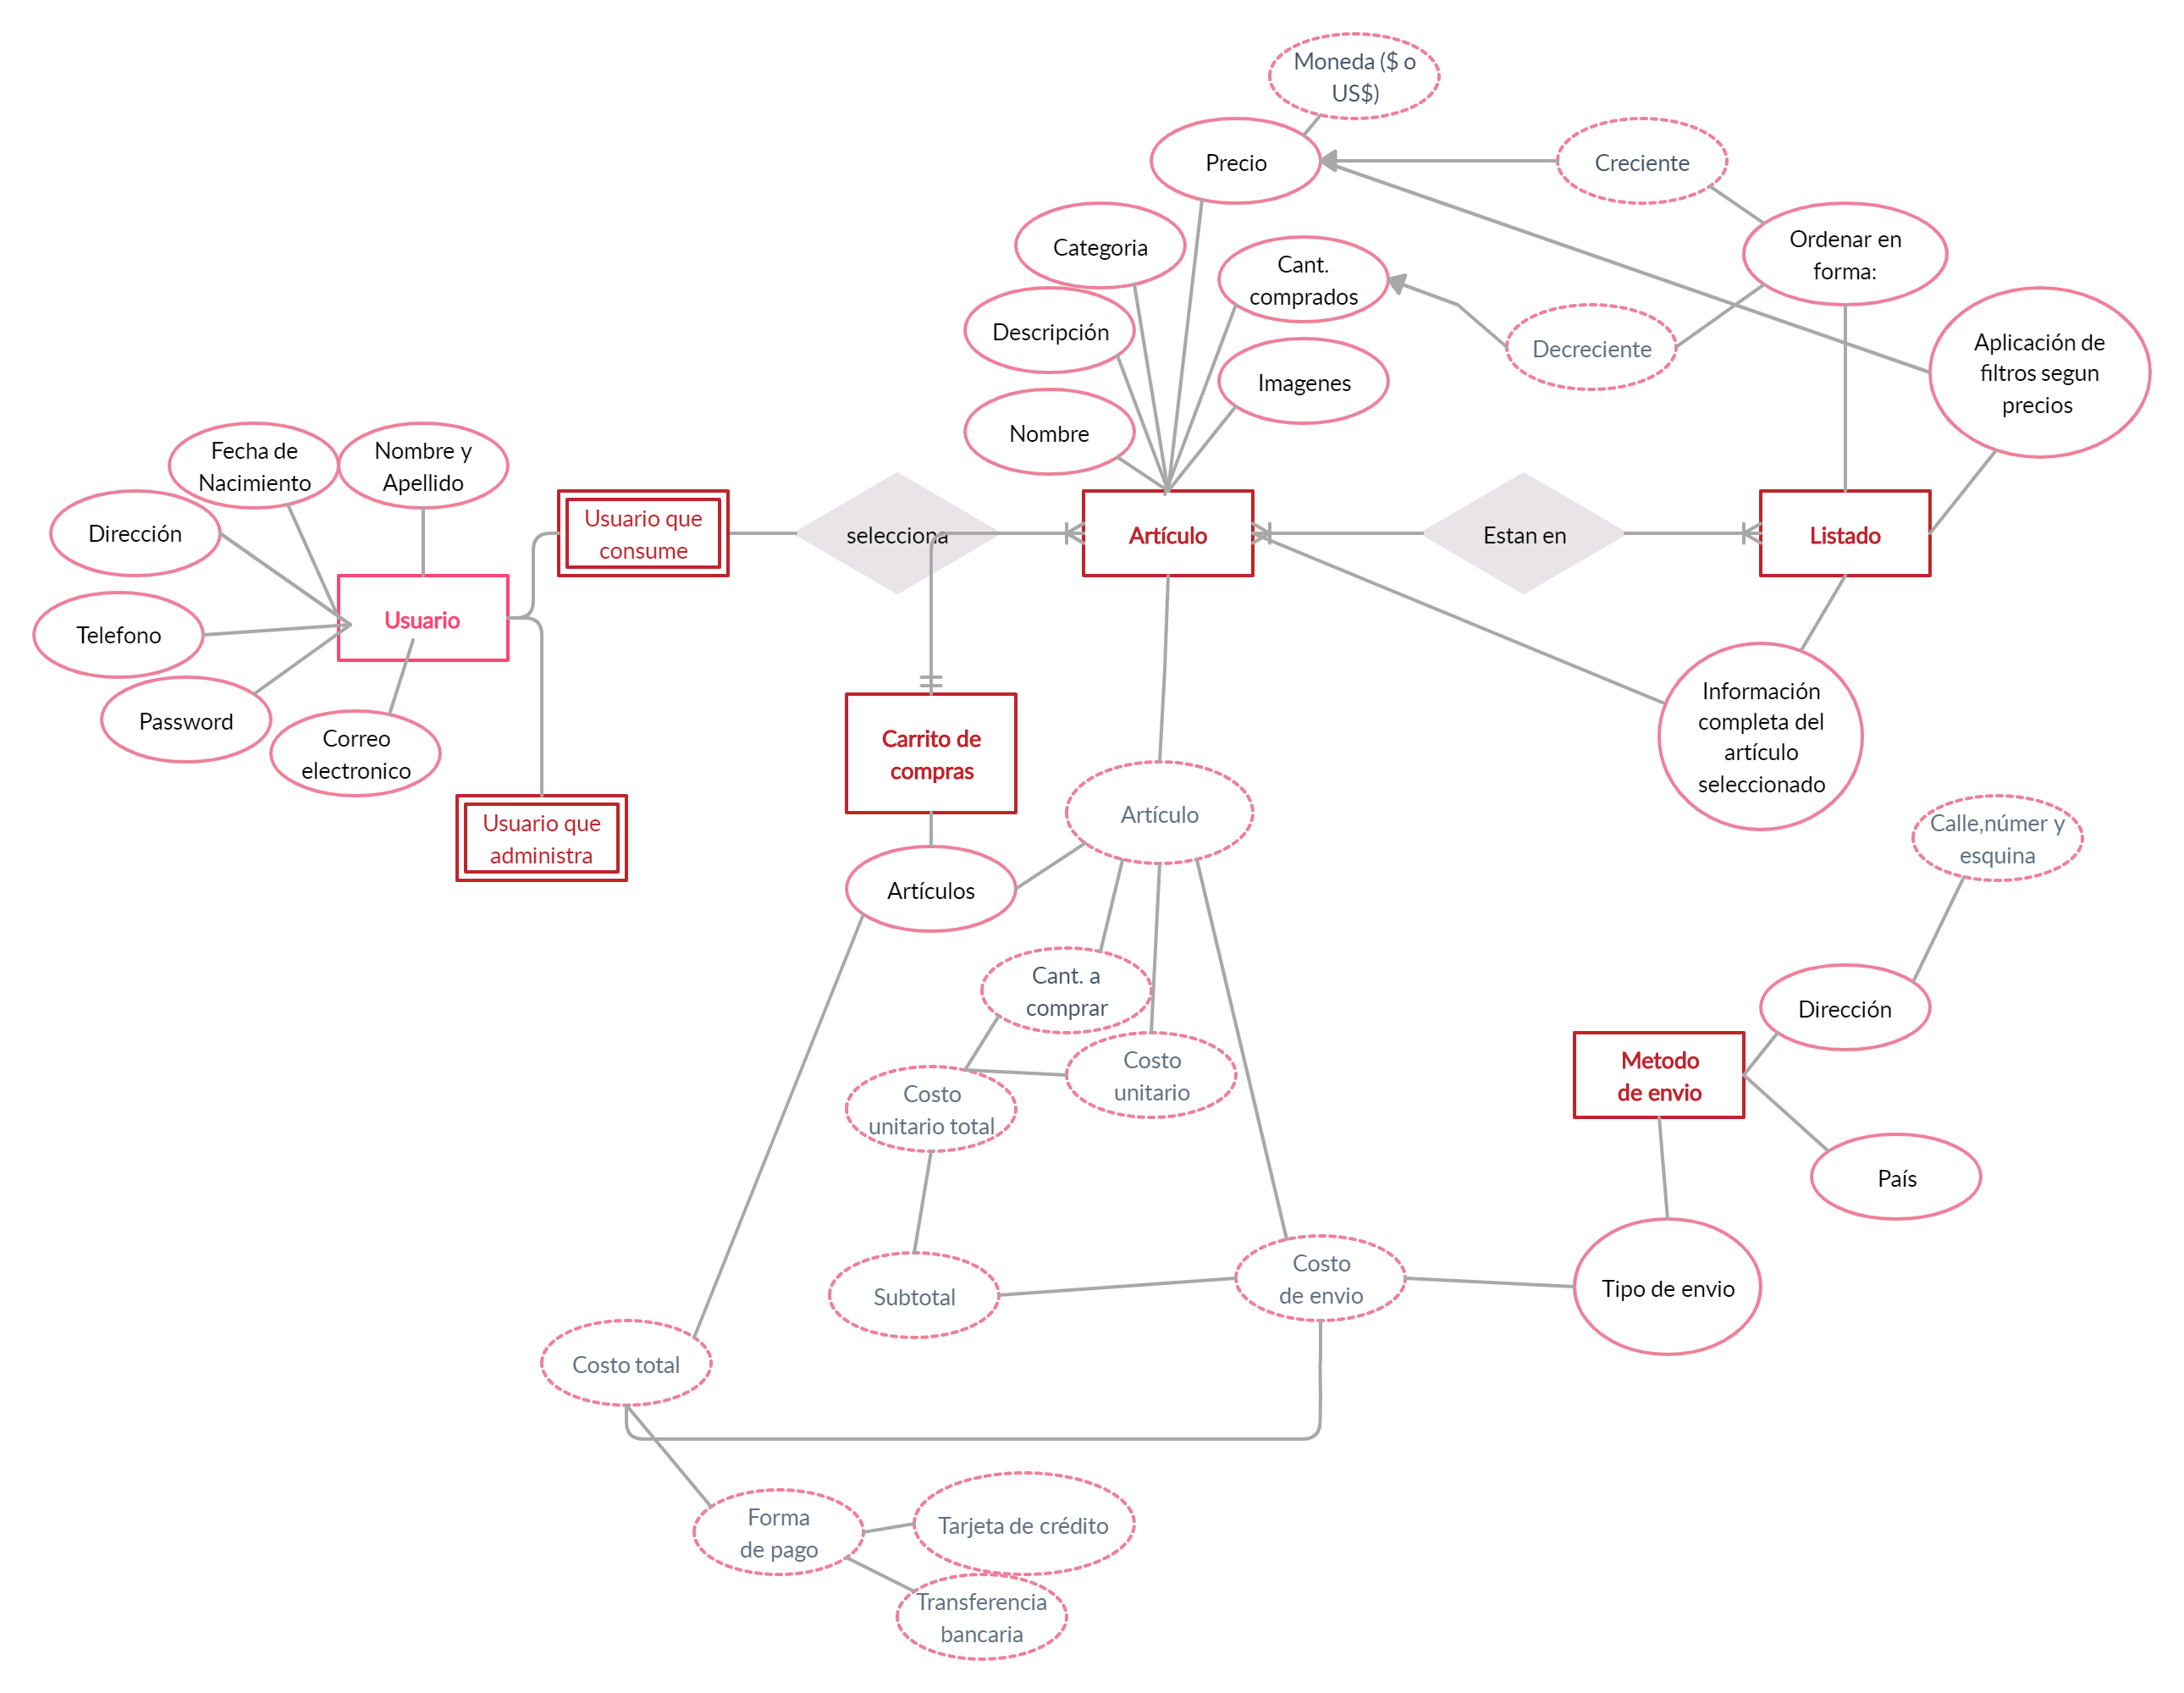 Moneda ($ o
US$)
Precio
Creciente
Categoria
Ordenar en
forma:
Cant.
comprados
Descripción
Decreciente
Aplicación de
filtros segun
precios
Imagenes
Nombre
Fecha de
Nacimiento
Nombre y
Apellido
Dirección
Usuario que
consume
selecciona
Artículo
Estan en
Listado
Usuario
Telefono
Password
Correo
electronico
Carrito de
compras
Información
completa del
artículo
seleccionado
Usuario que
administra
Artículo
Calle,númer y
esquina
Artículos
Cant. a
comprar
Dirección
Costo
unitario
Metodo
de envio
Costo
unitario total
País
Costo
de envio
Subtotal
Tipo de envio
Costo total
Forma
de pago
Tarjeta de crédito
Transferencia
bancaria